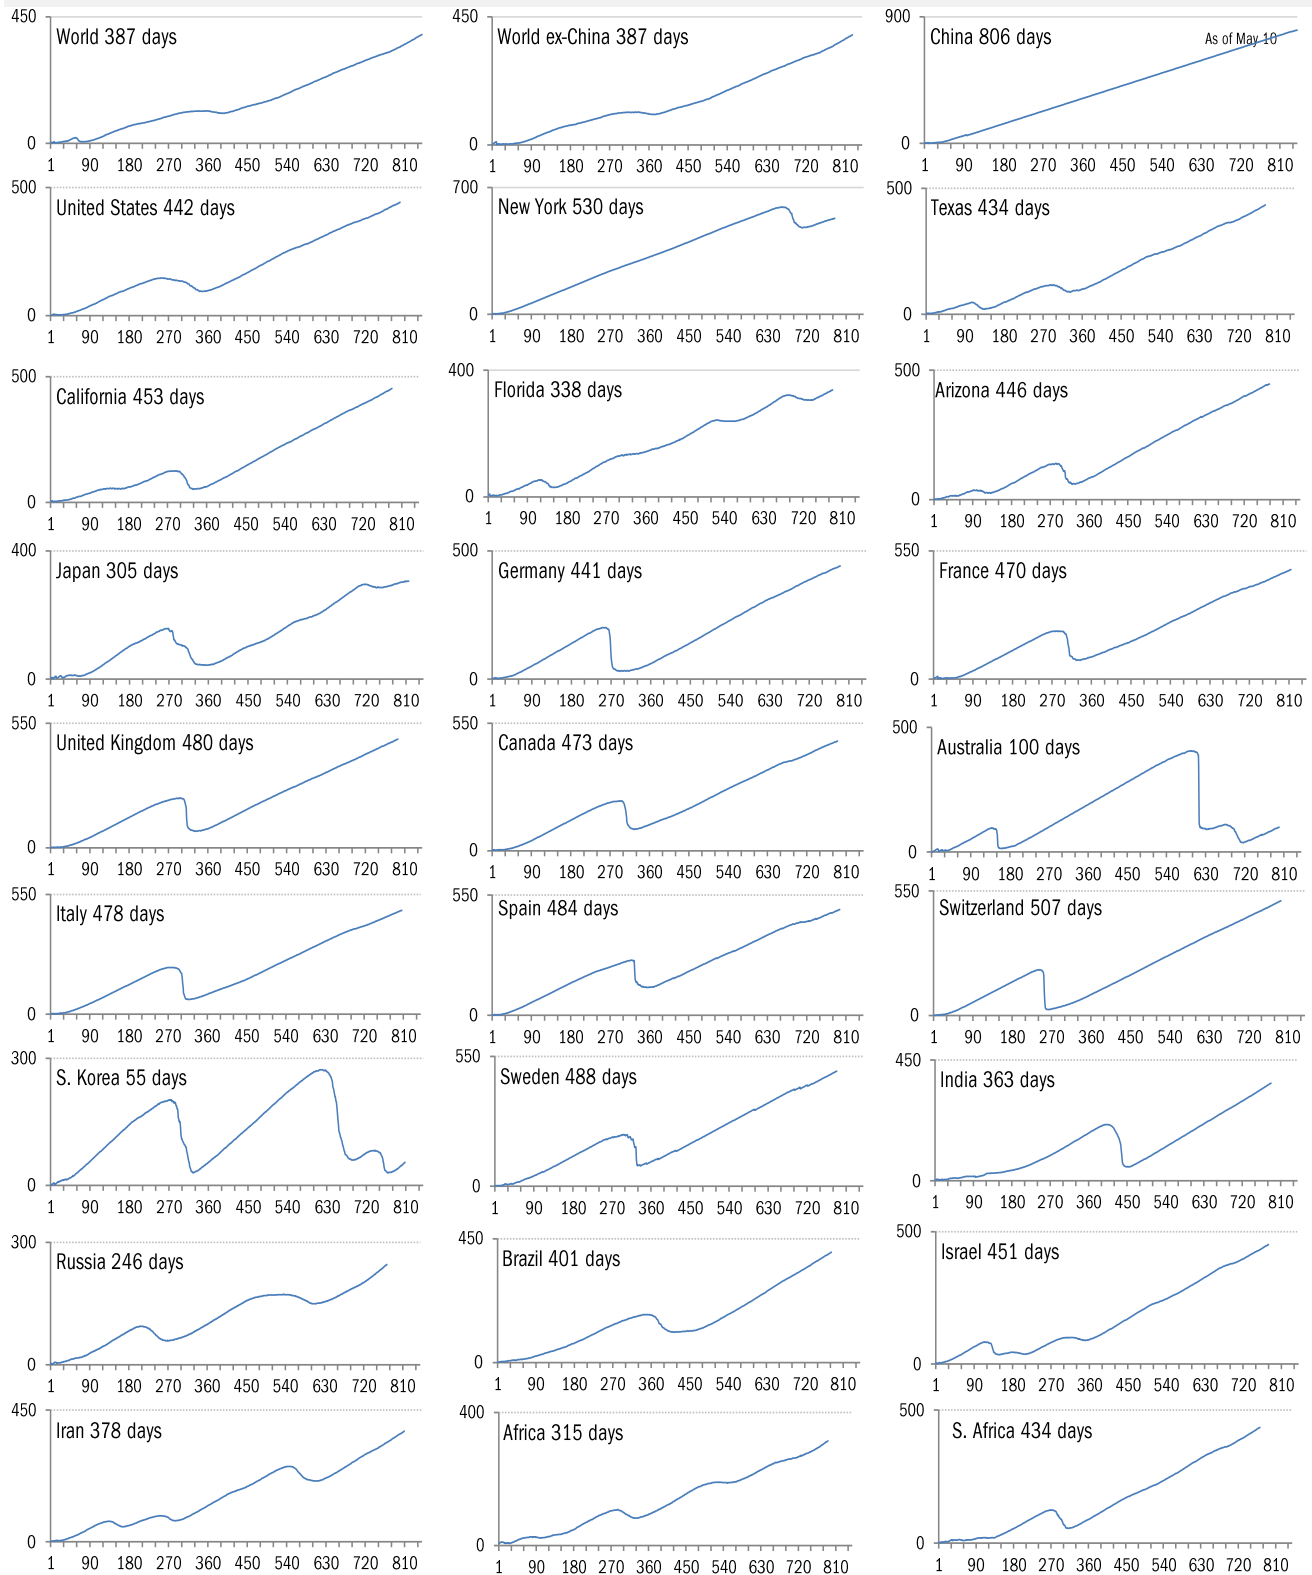 450
World 387 days
0
1 90 180 270 360 450 540 630 720 810
450
World ex-China 387 days
0
1 90 180 270 360 450 540 630 720 810
900
China 806 days
As of May 10
0
1 90 180 270 360 450 540 630 720 810
500
United States 442 days
0
1 90 180 270 360 450 540 630 720 810
700
New York 530 days
0
1 90 180 270 360 450 540 630 720 810
500
Texas 434 days
0
1 90 180 270 360 450 540 630 720 810
500
California 453 days
0
1 90 180 270 360 450 540 630 720 810
400
Florida 338 days
0
1 90 180 270 360 450 540 630 720 810
500
Arizona 446 days
0
1 90 180 270 360 450 540 630 720 810
400
Japan 305 days
0
1 90 180 270 360 450 540 630 720 810
500
Germany 441 days
0
1 90 180 270 360 450 540 630 720 810
550
France 470 days
0
1 90 180 270 360 450 540 630 720 810
550
United Kingdom 480 days
0
1 90 180 270 360 450 540 630 720 810
550
Canada 473 days
0
1 90 180 270 360 450 540 630 720 810
500
Australia 100 days
0
1 90 180 270 360 450 540 630 720 810
550
Italy 478 days
0
1 90 180 270 360 450 540 630 720 810
550
Spain 484 days
0
1 90 180 270 360 450 540 630 720 810
550
Switzerland 507 days
0
1 90 180 270 360 450 540 630 720 810
300
S. Korea 55 days
0
1 90 180 270 360 450 540 630 720 810
550
Sweden 488 days
0
1 90 180 270 360 450 540 630 720 810
450
India 363 days
0
1 90 180 270 360 450 540 630 720 810
300
Russia 246 days
0
1 90 180 270 360 450 540 630 720 810
450
Brazil 401 days
0
1 90 180 270 360 450 540 630 720 810
500
Israel 451 days
0
1 90 180 270 360 450 540 630 720 810
450
Iran 378 days
0
1 90 180 270 360 450 540 630 720 810
400
Africa 315 days
0
1 90 180 270 360 450 540 630 720 810
500
S. Africa 434 days
0
1 90 180 270 360 450 540 630 720 810